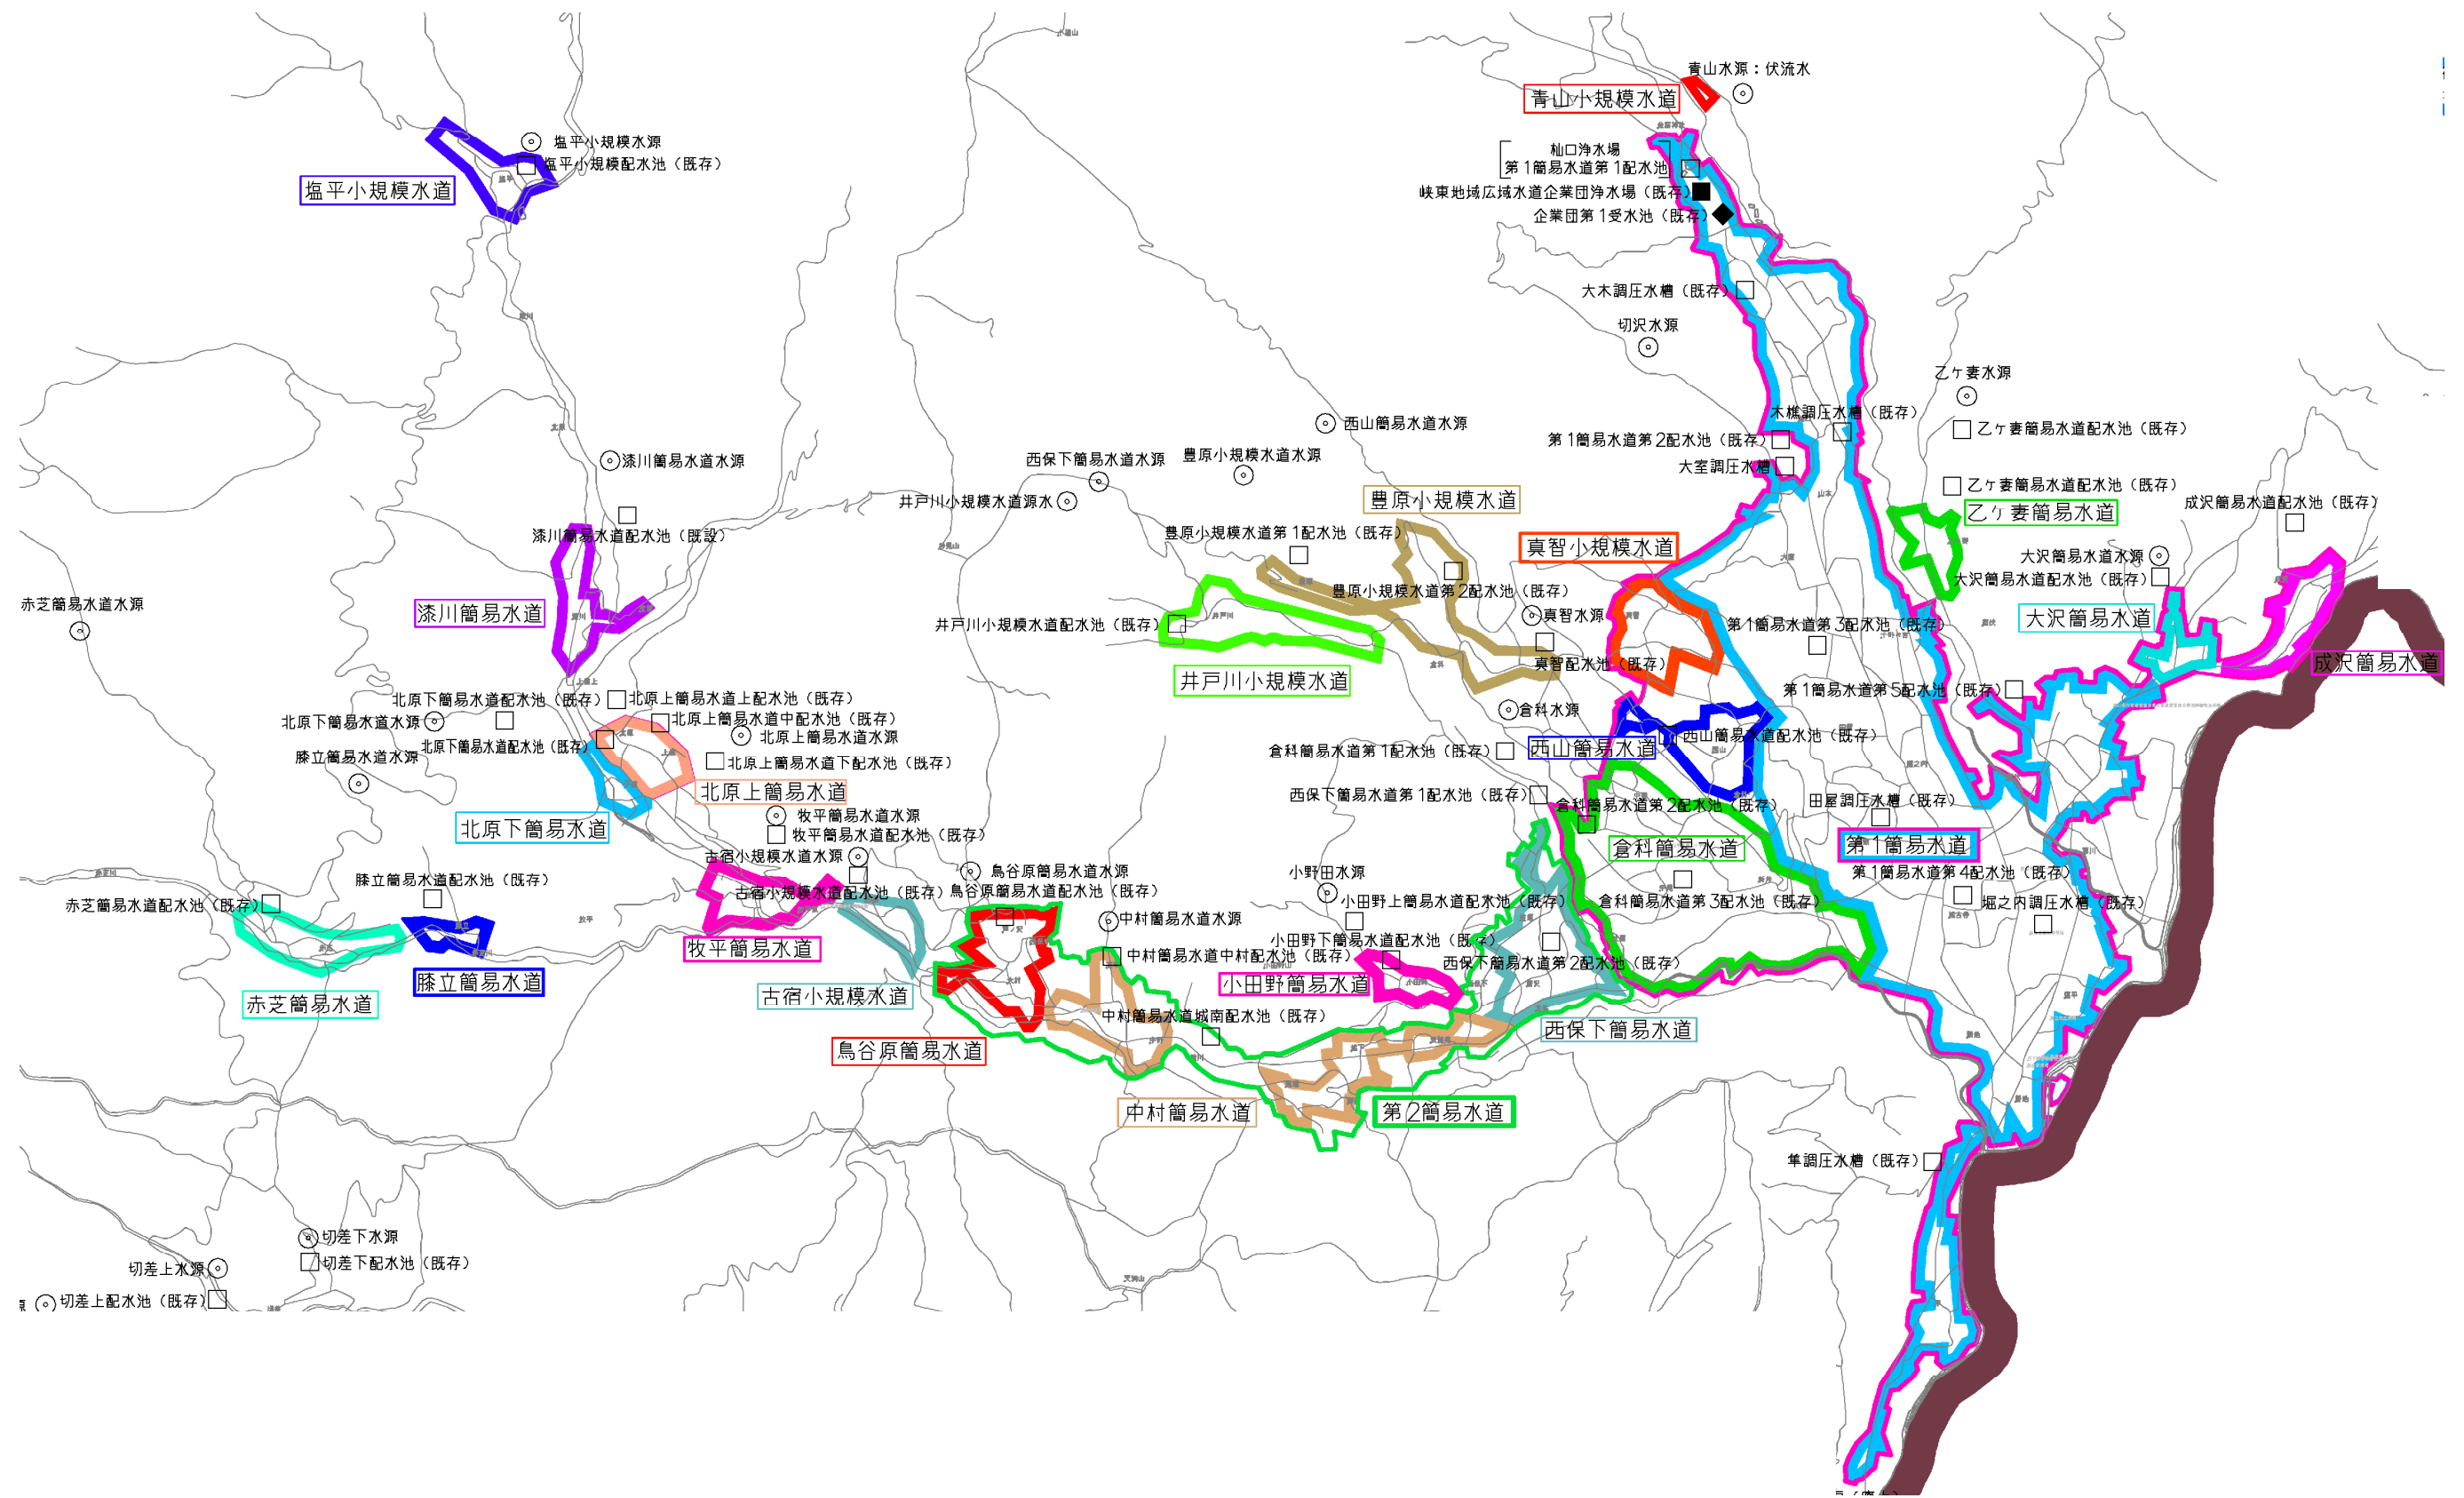 青山水源：伏流水
青山小規模水道
杣口浄水場
第1簡易水道第1配水池
峡東地域広域水道企業団浄水場（既存）
企業団第1受水池（既存）
塩平小規模水源
塩平小規模配水池（既存）
塩平小規模水道
大木調圧水槽（既存）
切沢水源
乙ヶ妻水源
木樵調圧水槽（既存）
乙ヶ妻簡易水道配水池（既存）
第1簡易水道第2配水池（既存）
大室調圧水槽
西山簡易水道水源
西保下簡易水道水源
豊原小規模水道水源
漆川簡易水道水源
井戸川小規模水道源水
豊原小規模水道
乙ヶ妻簡易水道配水池（既存）
乙ヶ妻簡易水道
成沢簡易水道配水池（既存）
漆川簡易水道配水池（既設）
豊原小規模水道第1配水池（既存）
真智小規模水道
大沢簡易水道水源
大沢簡易水道配水池（既存）
豊原小規模水道第2配水池（既存）
赤芝簡易水道水源
漆川簡易水道
井戸川小規模水道配水池（既存）
真智水源
第1簡易水道第3配水池（既存）
大沢簡易水道
真智配水池（既存）
成沢簡易水道
井戸川小規模水道
第1簡易水道第5配水池（既存）
北原下簡易水道配水池（既存）
北原上簡易水道上配水池（既存）
北原下簡易水道水源
北原上簡易水道中配水池（既存）
北原上簡易水道水源
倉科水源
北原下簡易水道配水池（既存）
西山簡易水道配水池（既存）
西山簡易水道
倉科簡易水道第1配水池（既存）
膝立簡易水道水源
北原上簡易水道下配水池（既存）
北原上簡易水道
西保下簡易水道第1配水池（既存）
倉科簡易水道第2配水池（既存）
田屋調圧水槽（既存）
牧平簡易水道水源
牧平簡易水道配水池（既存）
北原下簡易水道
倉科簡易水道
第1簡易水道
古宿小規模水道水源
鳥谷原簡易水道水源
小野田水源
第1簡易水道第4配水池（既存）
膝立簡易水道配水池（既存）
古宿小規模水道配水池（既存）
鳥谷原簡易水道配水池（既存）
小田野上簡易水道配水池（既存）
倉科簡易水道第3配水池（既存）
堀之内調圧水槽（既存）
赤芝簡易水道配水池（既存）
中村簡易水道水源
小田野下簡易水道配水池（既存）
牧平簡易水道
中村簡易水道中村配水池（既存）
西保下簡易水道第2配水池（既存）
膝立簡易水道
小田野簡易水道
古宿小規模水道
赤芝簡易水道
中村簡易水道城南配水池（既存）
西保下簡易水道
鳥谷原簡易水道
中村簡易水道
第2簡易水道
隼調圧水槽（既存）
切差下水源
切差下配水池（既存）
切差上水源
切差上配水池（既存）